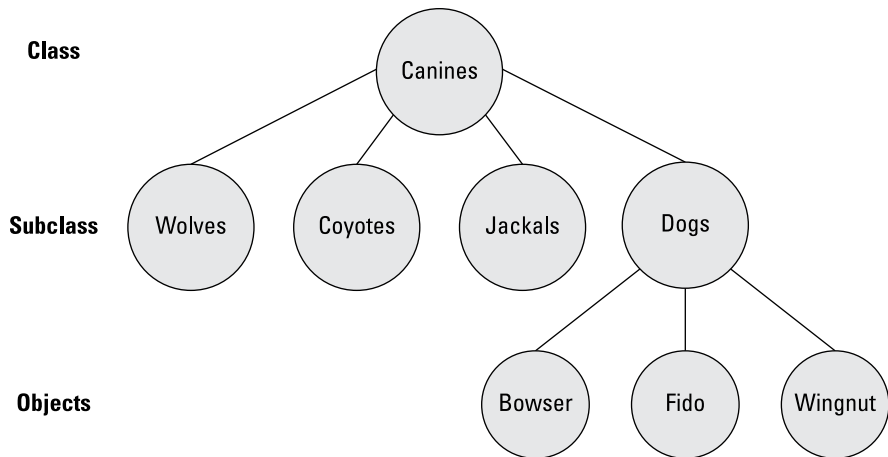 Class
Canines
Subclass
Wolves
Coyotes
Jackals
Dogs
Objects
Bowser
Fido
Wingnut